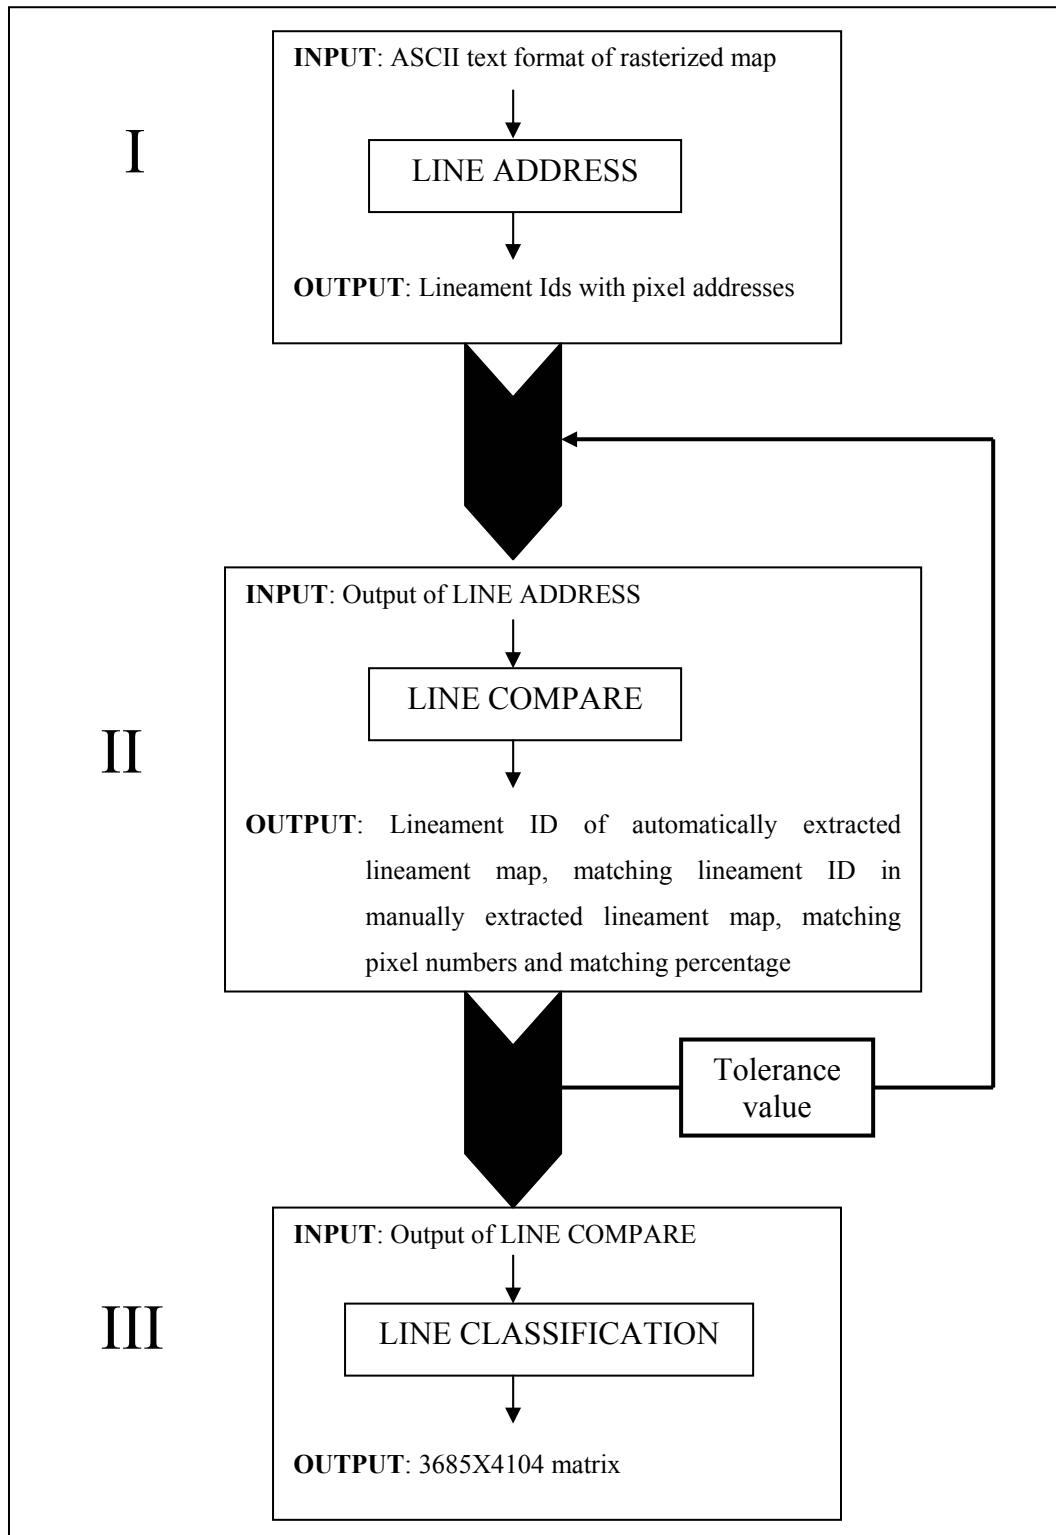 I
INPUT: ASCII text format of rasterized map
LINE ADDRESS
OUTPUT: Lineament Ids with pixel addresses
II
INPUT: Output of LINE ADDRESS
LINE COMPARE
OUTPUT: Lineament ID of automatically extracted
lineament map, matching lineament ID in
manually extracted lineament map, matching
pixel numbers and matching percentage
Tolerance
value
III
INPUT: Output of LINE COMPARE
LINE CLASSIFICATION
OUTPUT: 3685X4104 matrix